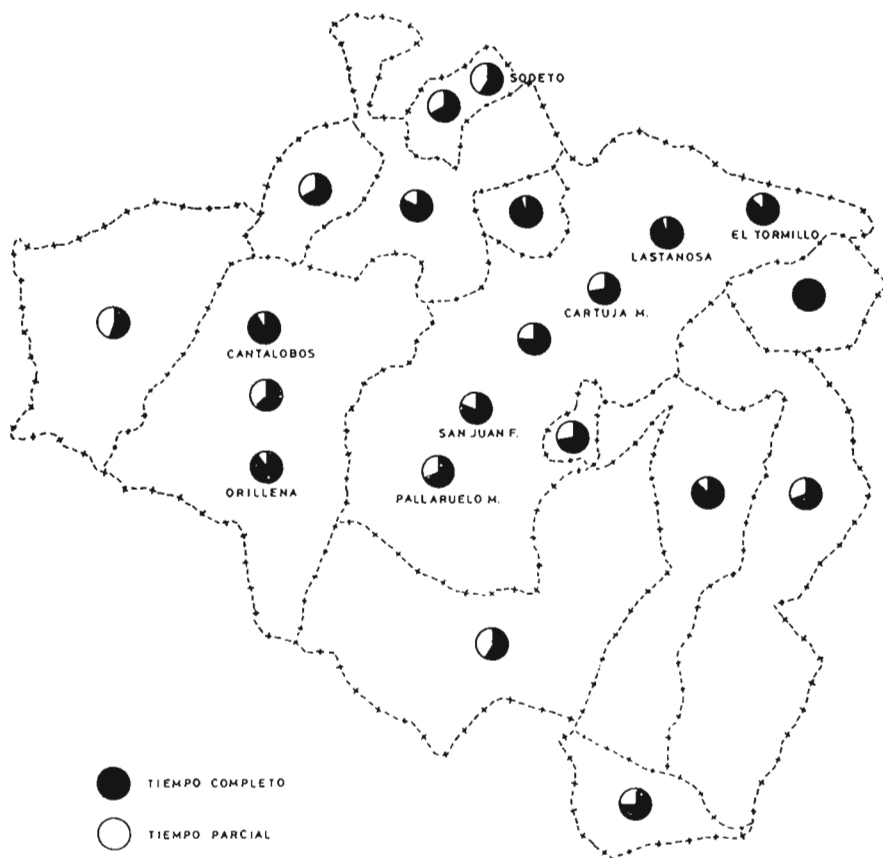 SODETO
EL TORMILLO
LASTANOSA
CARTUJA M.
CANTALOBOS
SAN JUAN F.
ORILLENA
PALLARUELO M.
TIEMPO COMPLETO
TIEMPO PARCIAL